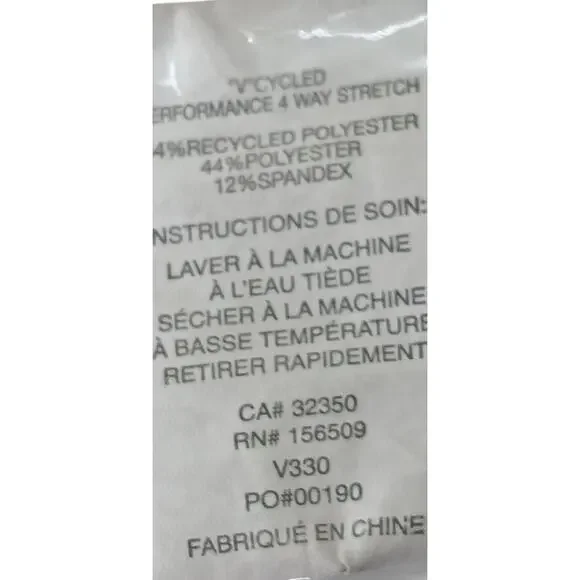 "V"CYCLED
ERFORMANCE 4 WAY STRETCH
4%RECYCLED POLYESTER
44%POLYESTER
12%SPANDEX
NSTRUCTIONS DE SOIN:
LAVER À LA MACHINE
À L'EAU TIÈDE
SÉCHER À LA MACHINE
À BASSE TEMPÉRATURE
RETIRER RAPIDEMENT
CA# 32350
RN# 156509
V330
PO#00190
FABRIQUÉ EN CHINE